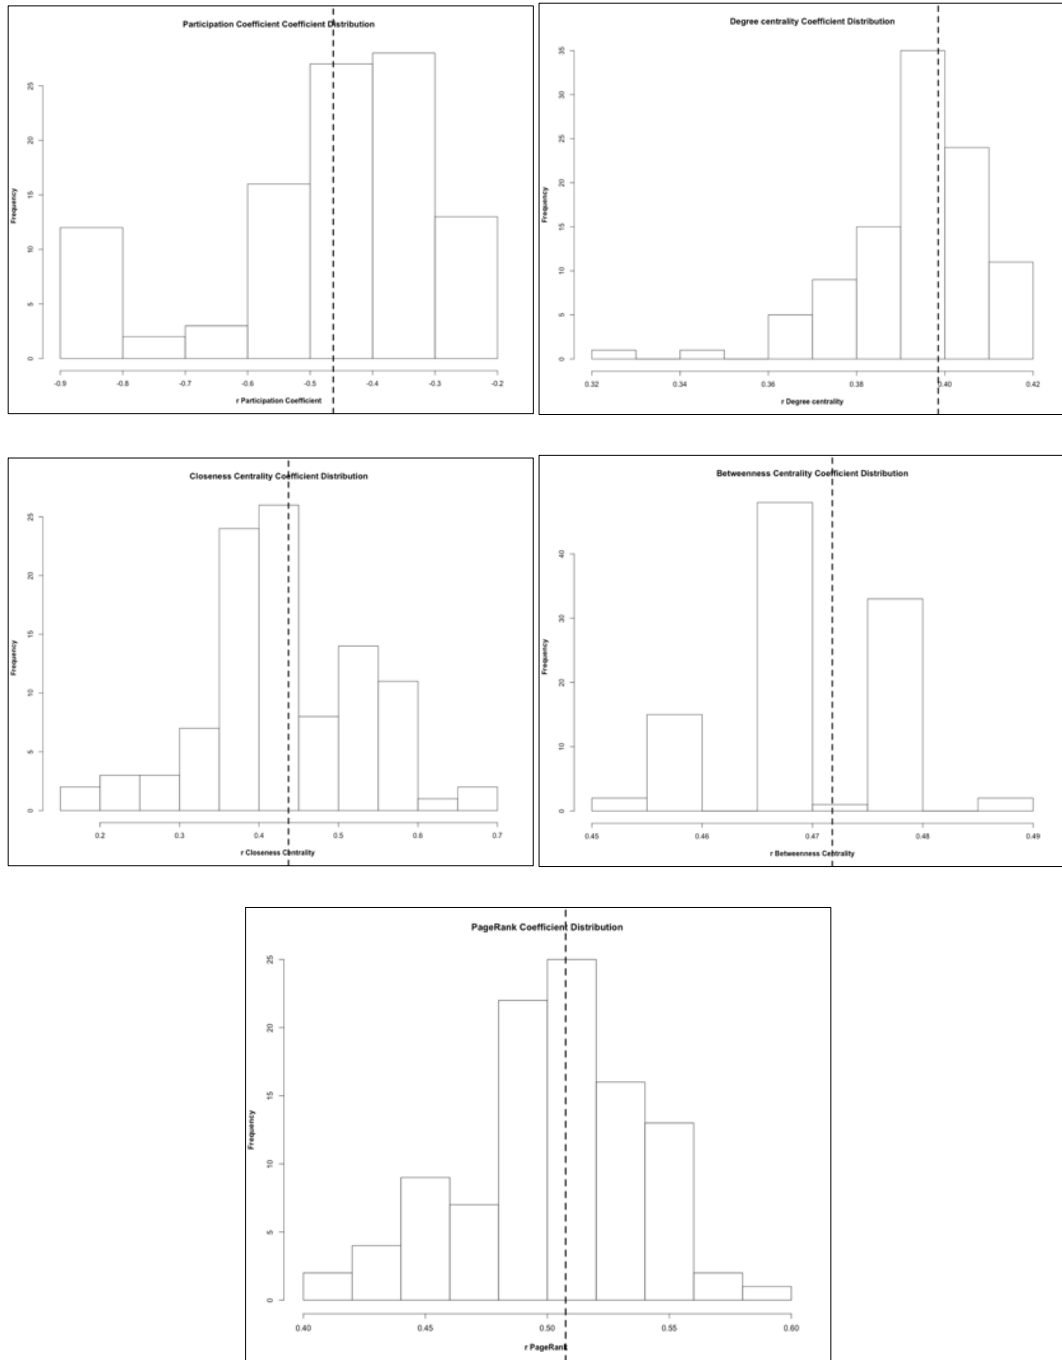 Participation Coefficient Coefficient Distribution
Frequency
0 5 10 15 20 25
-0.9 -0.8 -0.7 -0.6 -0.5 -0.4 -0.3 -0.2
r Participation Coefficient
Degree centrality Coefficient Distribution
Frequency
0 5 10 15 20 25 30 35
0.32 0.34 0.36 0.38 0.40 0.42
r Degree centrality
Closeness Centrality Coefficient Distribution
Frequency
0 5 10 15 20 25
0.2 0.3 0.4 0.5 0.6 0.7
r Closeness Centrality
Betweenness Centrality Coefficient Distribution
Frequency
0 10 20 30 40
0.45 0.46 0.47 0.48 0.49
r Betweenness Centrality
PageRank Coefficient Distribution
Frequency
0 5 10 15 20 25
0.40 0.45 0.50 0.55 0.60
r PageRank